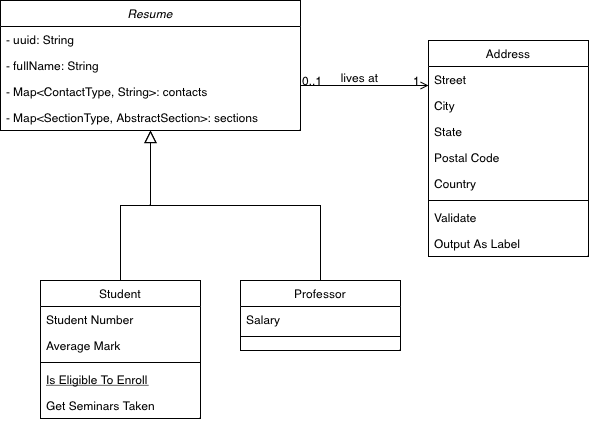 Resume
- uuid: String
- fullName: String
- Map<ContactType, String>: contacts
- Map<SectionType, AbstractSection>: sections
0..1
lives at
1
Address
Street
City
State
Postal Code
Country
Validate
Output As Label
Student
Student Number
Average Mark
Is Eligible To Enroll
Get Seminars Taken
Professor
Salary